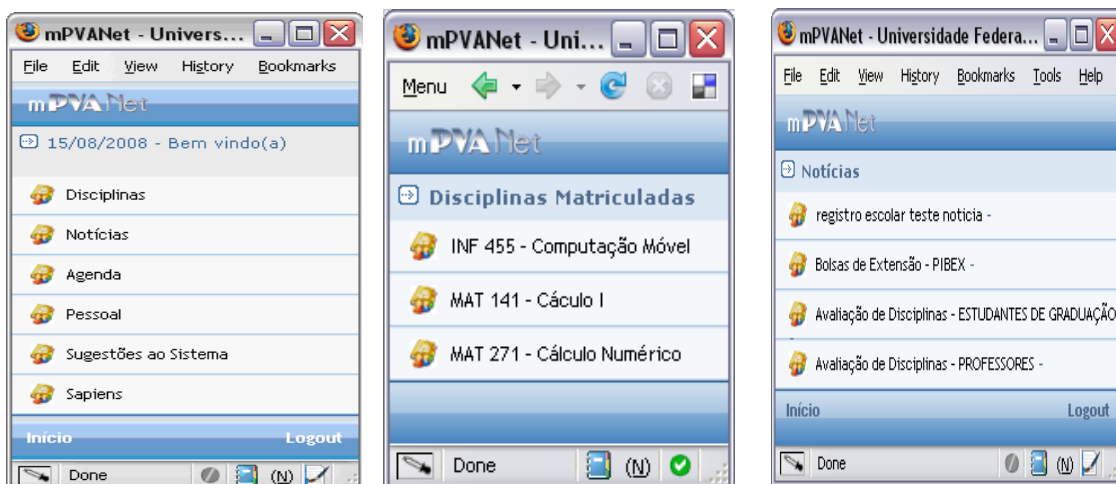 mPVANet - Univers...
File Edit View History Bookmarks
mPVANet
15/08/2008 - Bem vindo(a)
Disciplinas
Notícias
Agenda
Pessoal
Sugestões ao Sistema
Sapiens
Início Logout
Done (N)
mPVANet - Uni...
Menu
mPVANet
Disciplinas Matriculadas
INF 455 - Computação Móvel
MAT 141 - Cáculo I
MAT 271 - Cálculo Numérico
Done (N)
mPVANet - Universidade Federa...
File Edit View History Bookmarks Tools Help
mPVANet
Notícias
registro escolar teste noticia -
Bolsas de Extensão - PIBEX -
Avaliação de Disciplinas - ESTUDANTES DE GRADUAÇÃO
-
Avaliação de Disciplinas - PROFESSORES -
Início Logout
Done (N)